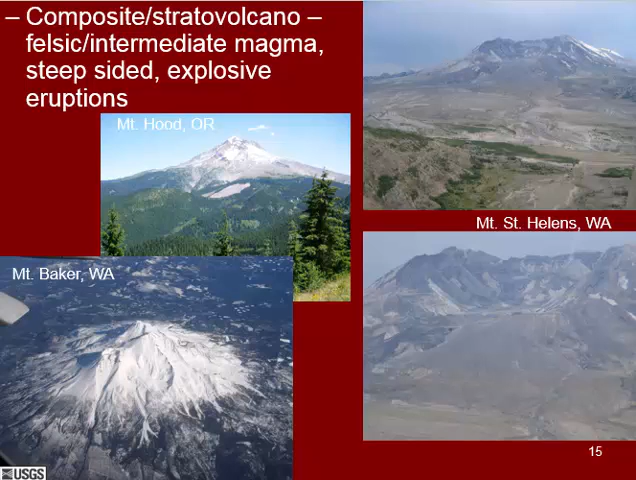 – Composite/stratovolcano –
felsic/intermediate magma,
steep sided, explosive
eruptions
Mt. Hood, OR
Mt. St. Helens, WA
Mt. Baker, WA
15
USGS